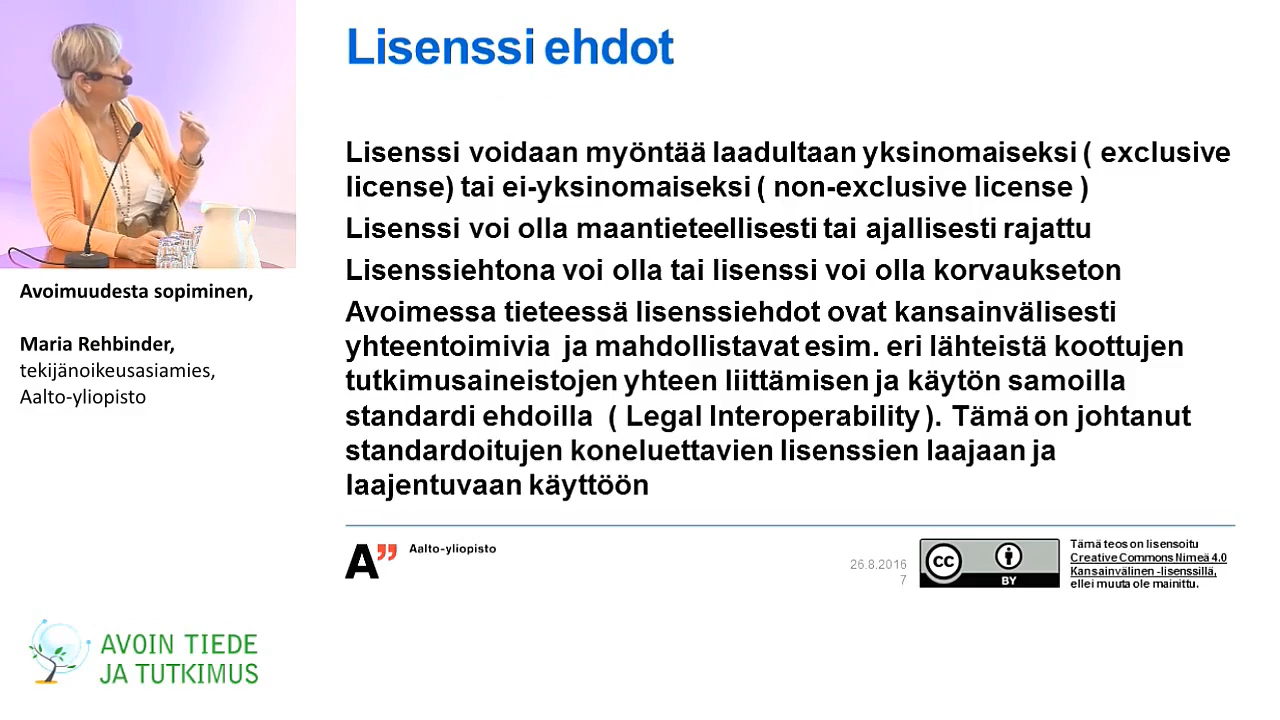 Lisenssi ehdot
Lisenssi voidaan myöntää laadultaan yksinomaiseksi ( exclusive
license) tai ei-yksinomaiseksi ( non-exclusive license )
Lisenssi voi olla maantieteellisesti tai ajallisesti rajattu
Lisenssiehtona voi olla tai lisenssi voi olla korvaukseton
Avoimessa tieteessä lisenssiehdot ovat kansainvälisesti
yhteentoimivia ja mahdollistavat esim. eri lähteistä koottujen
tutkimusaineistojen yhteen liittämisen ja käytön samoilla
standardi ehdoilla ( Legal Interoperability ). Tämä on johtanut
standardoitujen koneluettavien lisenssien laajaan ja
laajentuvaan käyttöön
Avoimuudesta sopiminen,
Maria Rehbinder,
tekijänoikeusasiamies,
Aalto-yliopisto
A”
Aalto-yliopisto
26.8.2016
7
CC
BY
Tämä teos on lisensoitu
Creative Commons Nimeä 4.0
Kansainvälinen -lisenssillä,
ellei muuta ole mainittu.
AVOIN TIEDE
JA TUTKIMUS